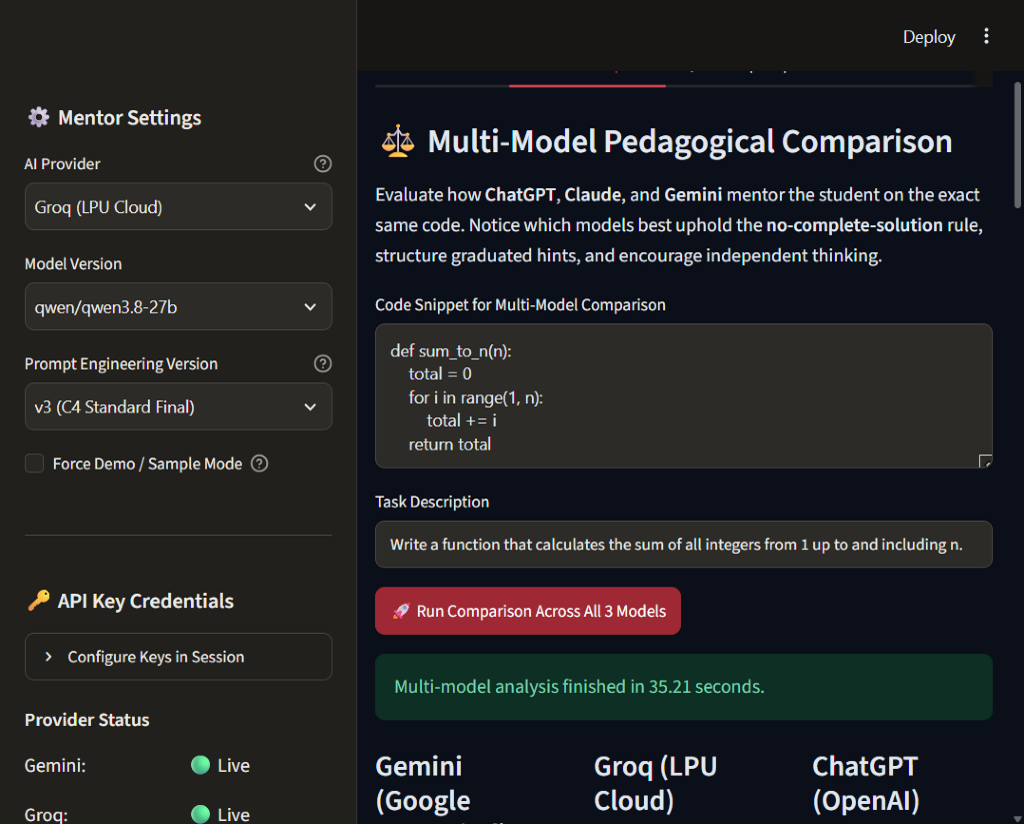 Deploy
Mentor Settings
AI Provider
Groq (LPU Cloud)
Model Version
qwen/qwen3.8-27b
Prompt Engineering Version
v3 (C4 Standard Final)
Force Demo / Sample Mode
API Key Credentials
Configure Keys in Session
Provider Status
Gemini: Live
Groq: Live
Multi-Model Pedagogical Comparison
Evaluate how ChatGPT, Claude, and Gemini mentor the student on the exact
same code. Notice which models best uphold the no-complete-solution rule,
structure graduated hints, and encourage independent thinking.
Code Snippet for Multi-Model Comparison
def sum_to_n(n):
    total = 0
    for i in range(1, n):
        total += i
    return total
Task Description
Write a function that calculates the sum of all integers from 1 up to and including n.
Run Comparison Across All 3 Models
Multi-model analysis finished in 35.21 seconds.
Gemini
(Google
Groq (LPU
Cloud)
ChatGPT
(OpenAI)